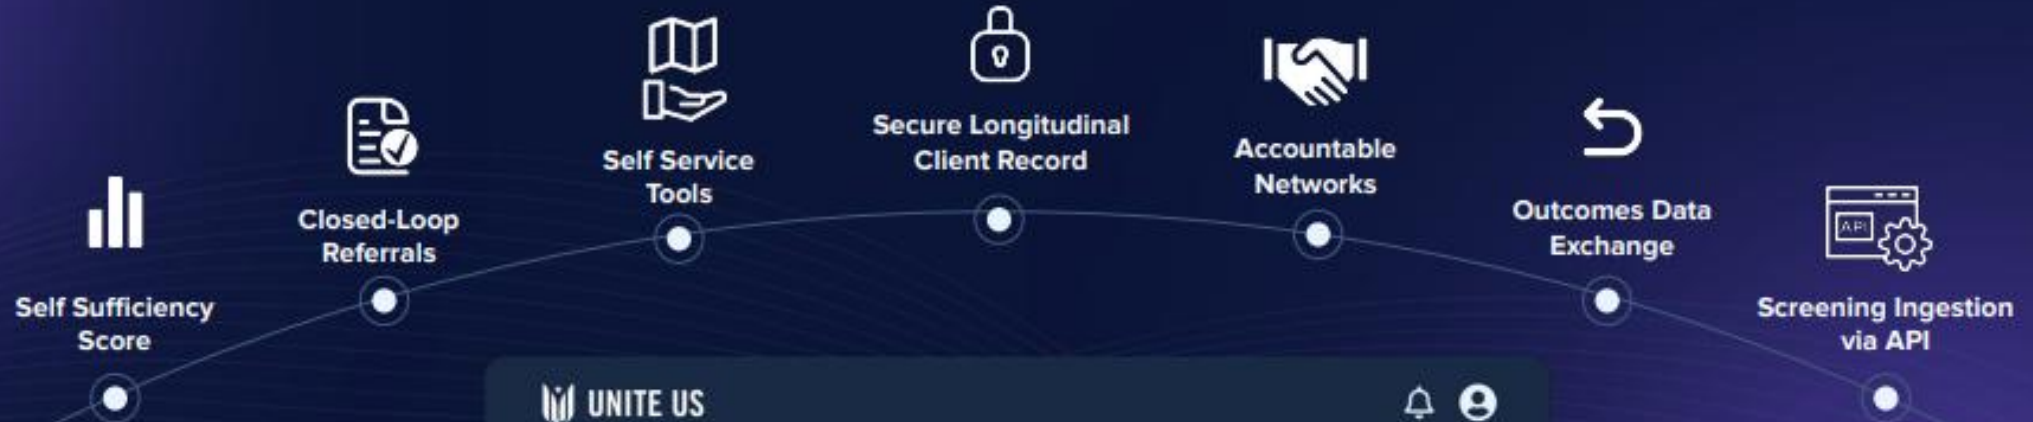 Self Sufficiency
Score
Closed-Loop
Referrals
Self Service
Tools
Secure Longitudinal
Client Record
Accountable
Networks
Outcomes Data
Exchange
API
Screening Ingestion
via API
UNITE US